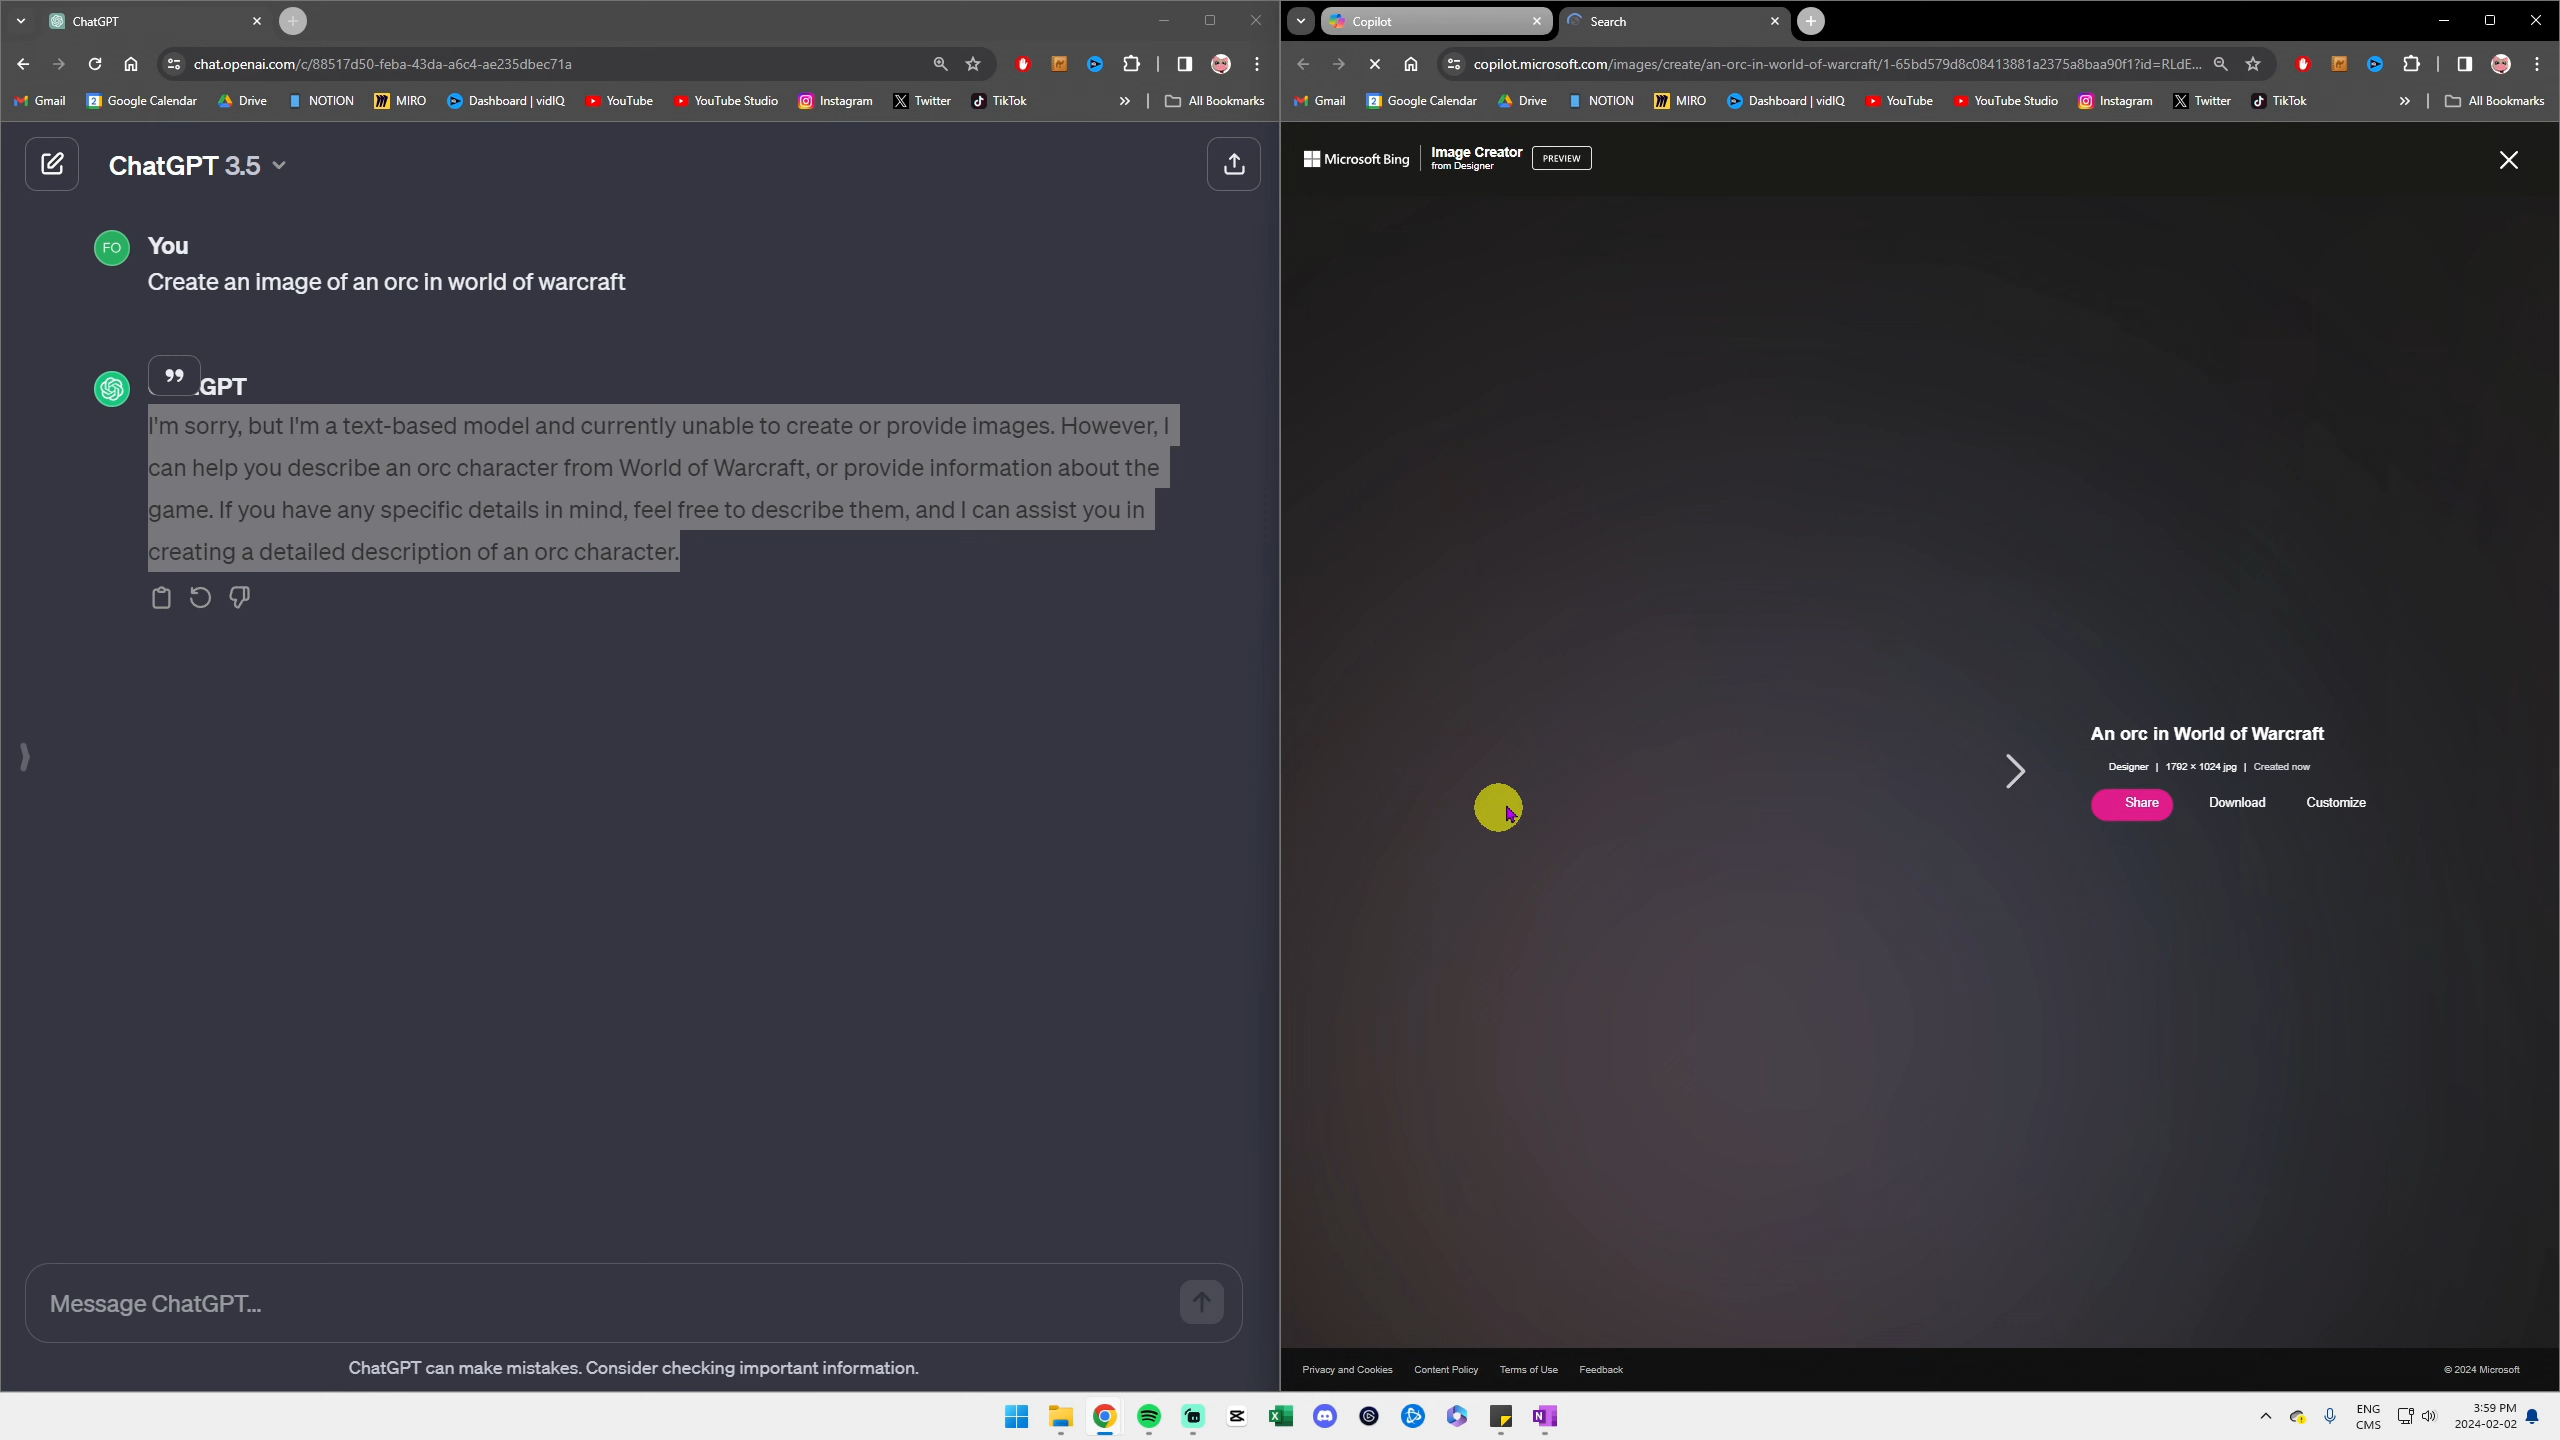 ChatGPT
chat.openai.com/c/88517d50-feba-43da-a6c4-ae235dbec71a
Gmail
Google Calendar
Drive
NOTION
MIRO
Dashboard | vidIQ
YouTube
YouTube Studio
Instagram
Twitter
TikTok
»
All Bookmarks
ChatGPT 3.5
FO
You
Create an image of an orc in world of warcraft
GPT
I'm sorry, but I'm a text-based model and currently unable to create or provide images. However, I
can help you describe an orc character from World of Warcraft, or provide information about the
game. If you have any specific details in mind, feel free to describe them, and I can assist you in
creating a detailed description of an orc character.
Message ChatGPT...
ChatGPT can make mistakes. Consider checking important information.
Copilot
Search
copilot.microsoft.com/images/create/an-orc-in-world-of-warcraft/1-65bd579d8c08413881a2375a8baa90f1?id=RLdE...
Gmail
Google Calendar
Drive
NOTION
MIRO
Dashboard | vidIQ
YouTube
YouTube Studio
Instagram
Twitter
TikTok
»
All Bookmarks
Microsoft Bing
Image Creator
from Designer
PREVIEW
An orc in World of Warcraft
Designer | 1792 × 1024 jpg | Created now
Share
Download
Customize
Privacy and Cookies
Content Policy
Terms of Use
Feedback
© 2024 Microsoft
ENG
CMS
3:59 PM
2024-02-02